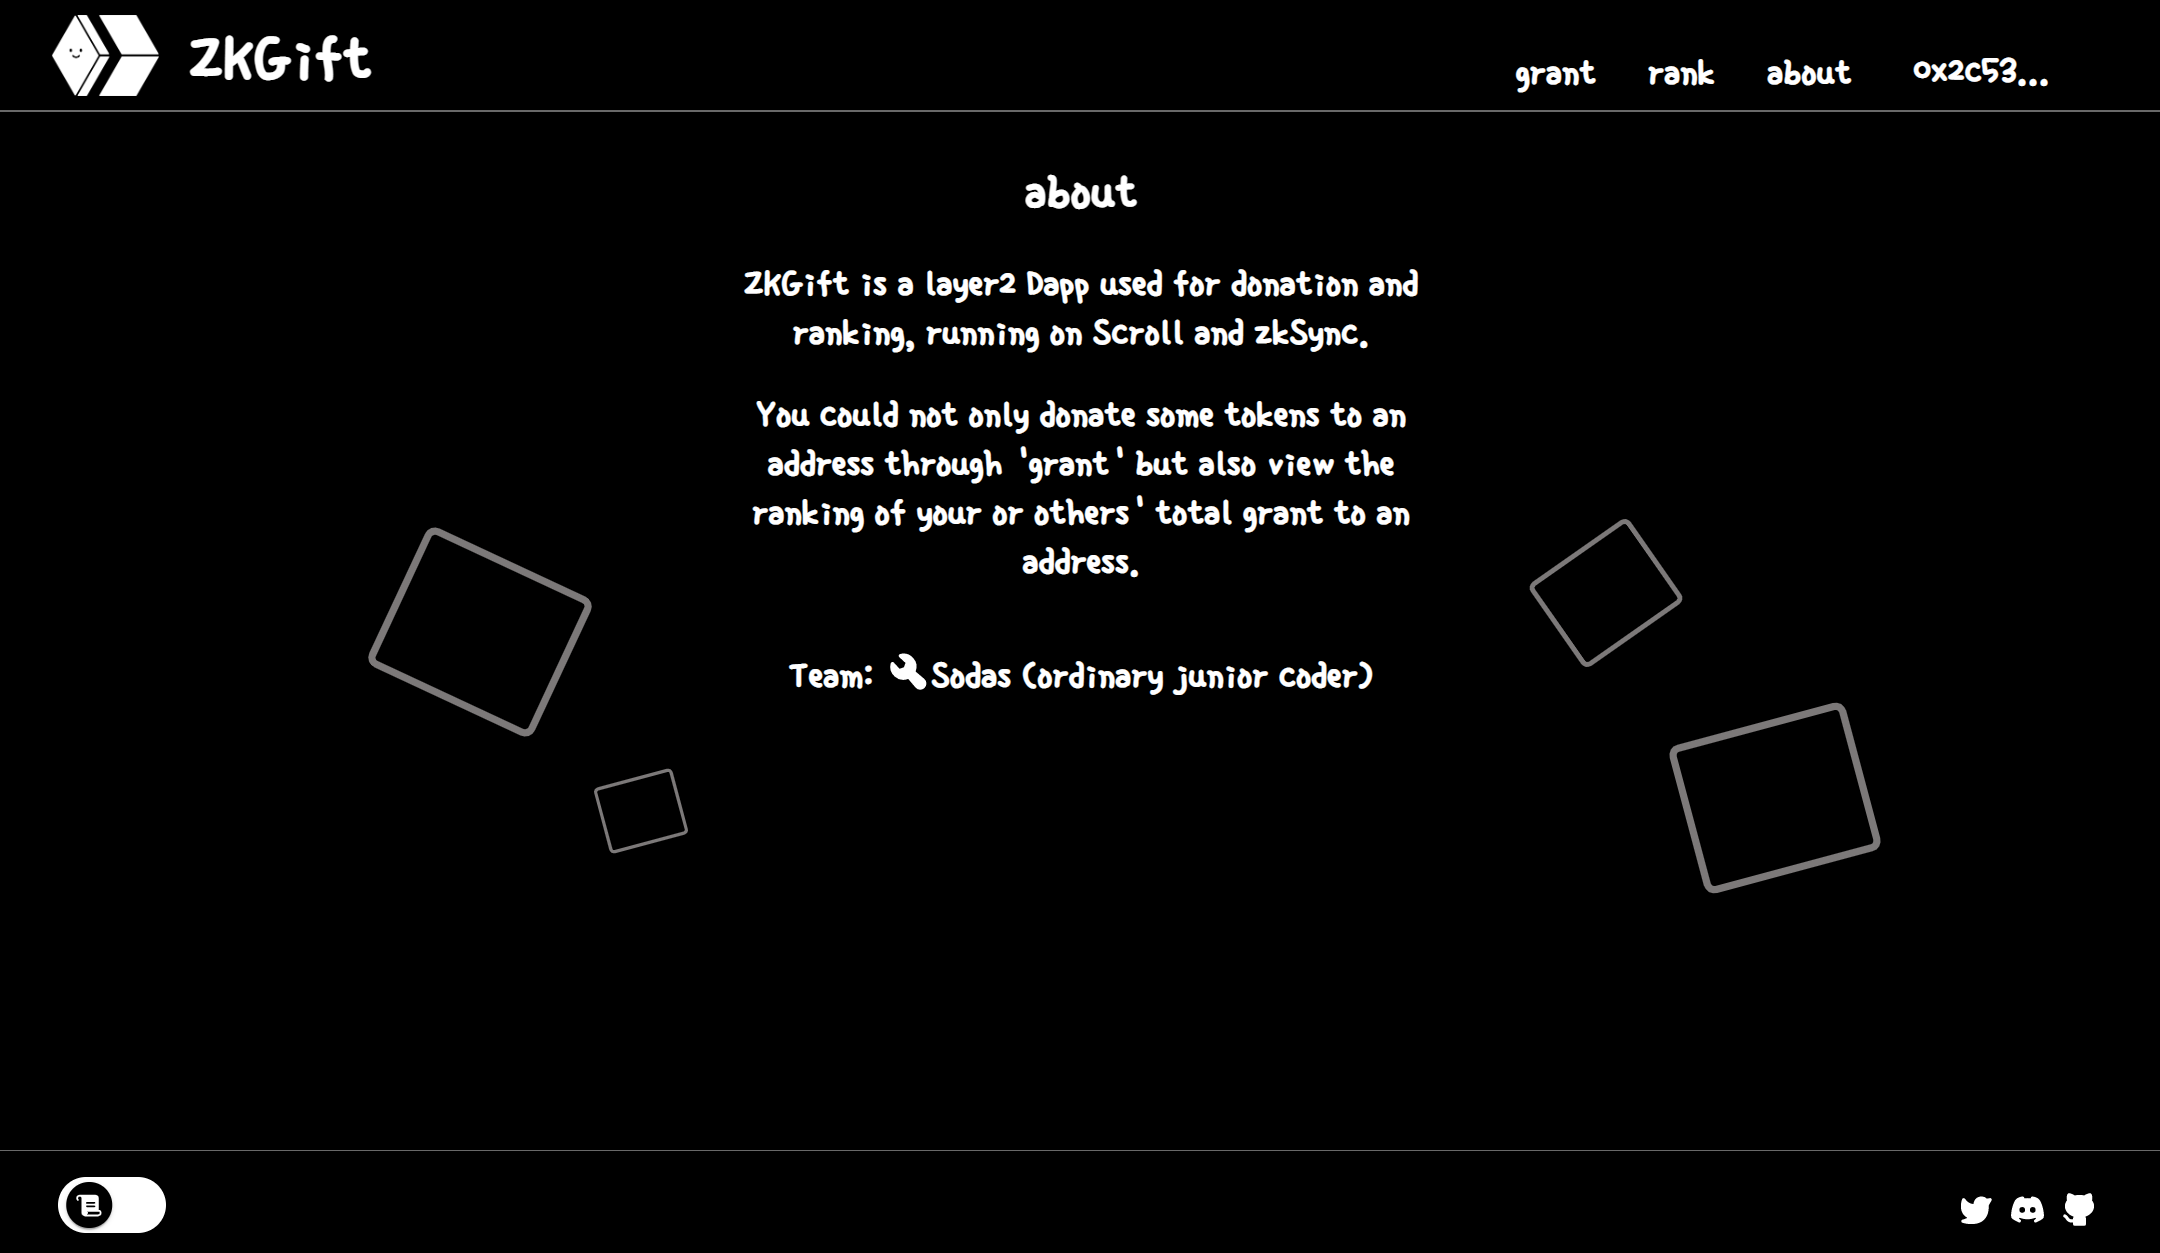 ZKGift
grant rank about 0x2c53...
about
ZKGift is a layer2 Dapp used for donation and
ranking, running on Scroll and zkSync.
You could not only donate some tokens to an
address through 'grant' but also view the
ranking of your or others' total grant to an
address.
Team: Sodas (ordinary junior coder)